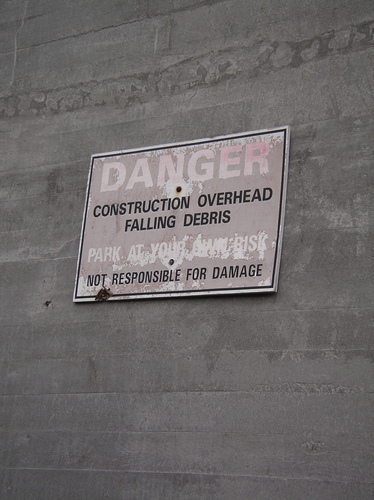 DANGER
CONSTRUCTION OVERHEAD
FALLING DEBRIS
PARK AT YOUR OWN RISK
NOT RESPONSIBLE FOR DAMAGE